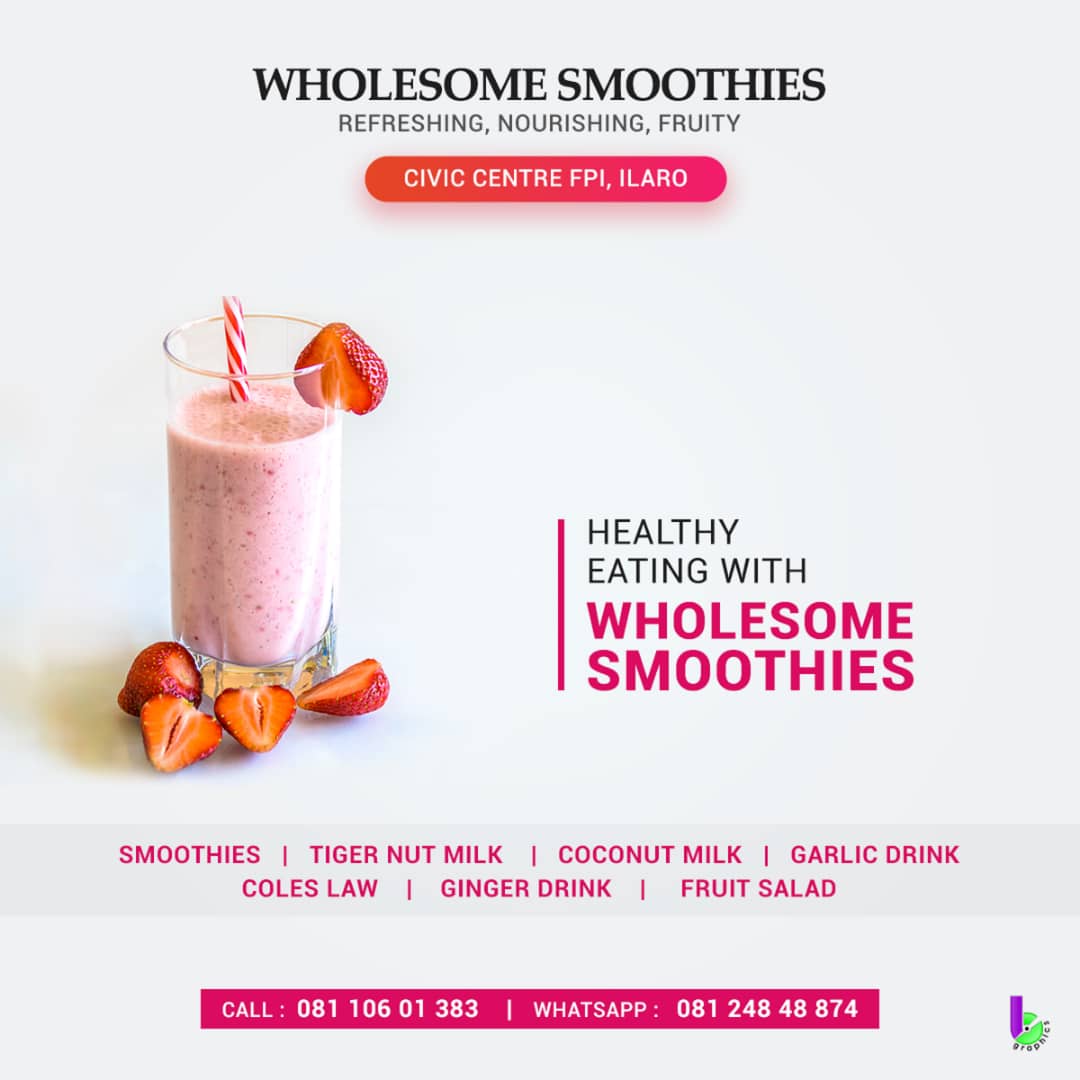 WHOLESOME SMOOTHIES
REFRESHING, NOURISHING, FRUITY
CIVIC CENTRE FPI, ILARO
HEALTHY
EATING WITH
WHOLESOME
SMOOTHIES
SMOOTHIES | TIGER NUT MILK | COCONUT MILK | GARLIC DRINK
COLES LAW | GINGER DRINK | FRUIT SALAD
CALL : 081 106 01 383 | WHATSAPP : 081 248 48 874
b
graphics